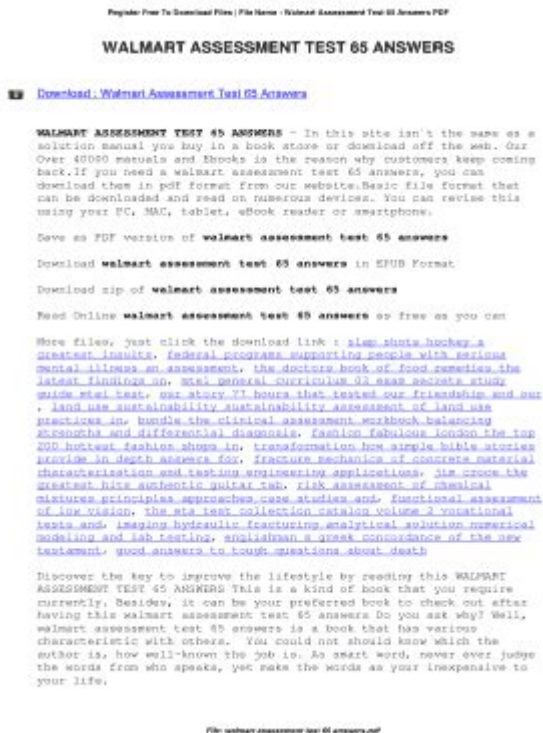 Register Free To Download Files | File Name - Walmart Assessment Test 65 Answers PDF
WALMART ASSESSMENT TEST 65 ANSWERS
Download : Walmart Assessment Test 65 Answers
WALMART ASSESSMENT TEST 65 ANSWERS - In this site isn't the same as a
solution manual you buy in a book store or download off the web. Our
Over 40000 manuals and Ebooks is the reason why customers keep coming
back.If you need a walmart assessment test 65 answers, you can
download them in pdf format from our website.Basic file format that
can be downloaded and read on numerous devices. You can revise this
using your PC, MAC, tablet, eBook reader or smartphone.
Save as PDF version of walmart assessment test 65 answers
Download walmart assessment test 65 answers in EPUB Format
Download zip of walmart assessment test 65 answers
Read Online walmart assessment test 65 answers as free as you can
More files, just click the download link : slap shots hockey s
greatest insults, federal programs supporting people with serious
mental illness an assessment, the doctors book of food remedies the
latest findings on, mtel general curriculum 03 exam secrets study
guide mtel test, our story 77 hours that tested our friendship and our
, land use sustainability sustainability assessment of land use
practices in, bundle the clinical assessment workbook balancing
strengths and differential diagnosis, fashion fabulous london the top
200 hottest fashion shops in, transformation how simple bible stories
provide in depth answers for, fracture mechanics of concrete material
characterization and testing engineering applications, jim croce the
greatest hits authentic guitar tab, risk assessment of chemical
mixtures principles approaches case studies and, functional assessment
of low vision, the ets test collection catalog volume 2 vocational
tests and, imaging hydraulic fracturing analytical solution numerical
modeling and lab testing, englishman s greek concordance of the new
testament, good answers to tough questions about death
Discover the key to improve the lifestyle by reading this WALMART
ASSESSMENT TEST 65 ANSWERS This is a kind of book that you require
currently. Besides, it can be your preferred book to check out after
having this walmart assessment test 65 answers Do you ask why? Well,
walmart assessment test 65 answers is a book that has various
characteristic with others. You could not should know which the
author is, how well-known the job is. As smart word, never ever judge
the words from who speaks, yet make the words as your inexpensive to
your life.
File: walmart assessment test 65 answers.pdf